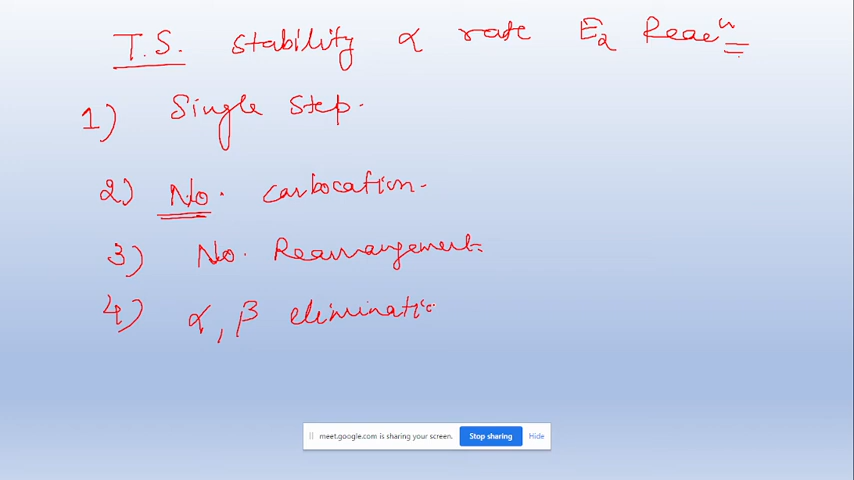 T.S. stability ∝ rate E₂ Reacⁿ
1) Single Step.
2) No. carbocation.
3) No. Rearrangement.
4) α, β eliminatio
meet.google.com is sharing your screen. Stop sharing Hide